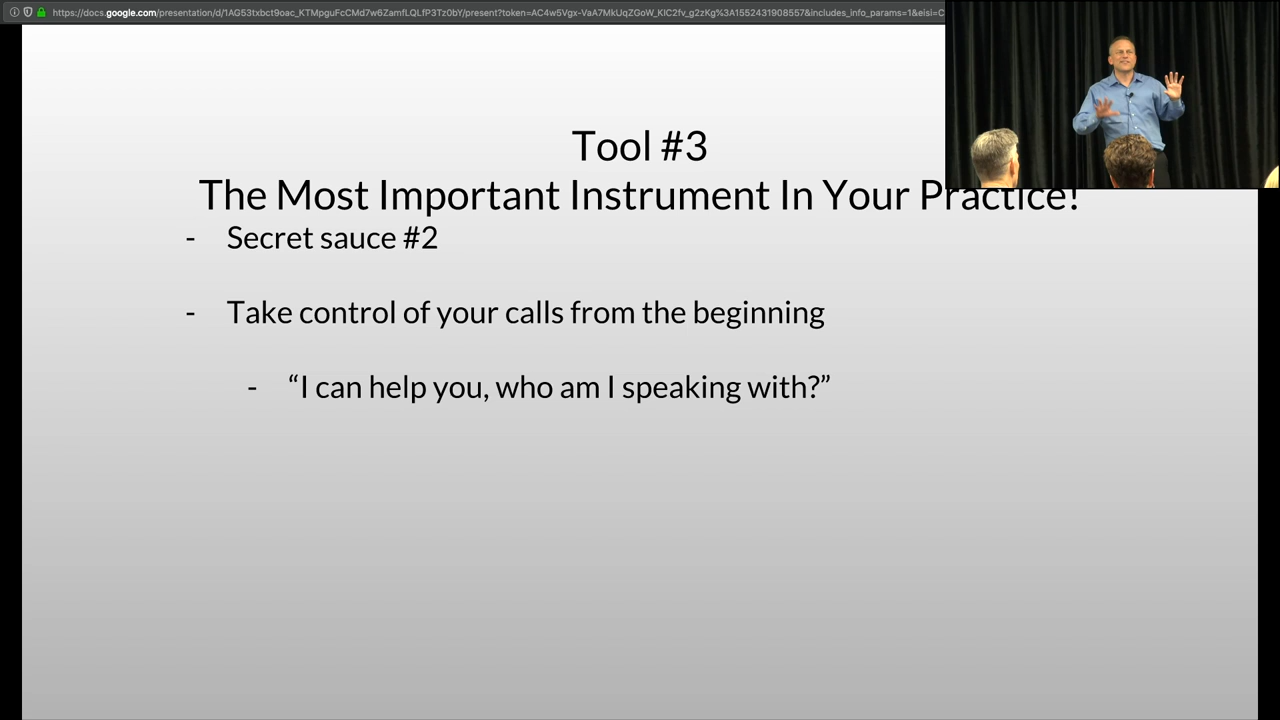 https://docs.google.com/presentation/d/1AG53txbct9oac_KTMpguFcCMd7w6ZamfLQLfP3Tz0bY/present?token=AC4w5Vgx-VaA7MkUqZGoW_KIC2fv_g2zKg%3A1552431908557&includes_info_params=1&eisi=C
Tool #3
The Most Important Instrument In Your Practice!
- Secret sauce #2
- Take control of your calls from the beginning
- “I can help you, who am I speaking with?”